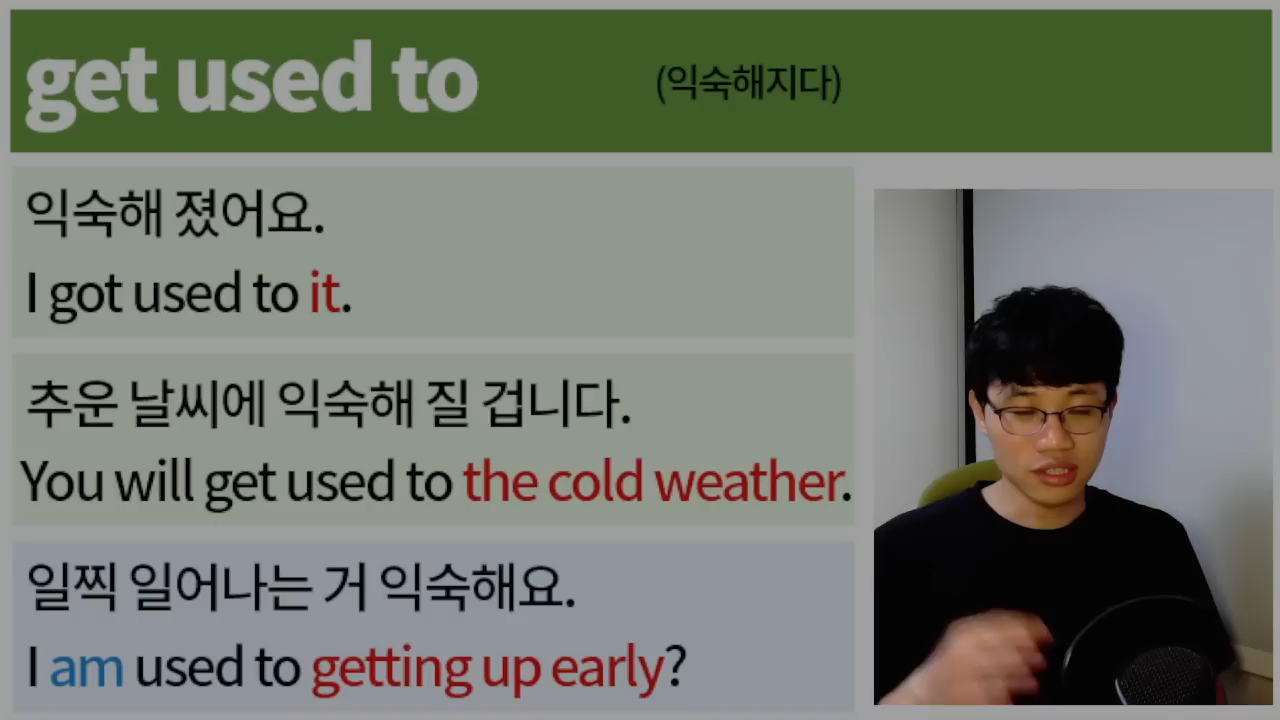 get used to
(익숙해지다)
익숙해 졌어요.
I got used to it.
추운 날씨에 익숙해 질 겁니다.
You will get used to the cold weather.
일찍 일어나는 거 익숙해요.
I am used to getting up early?